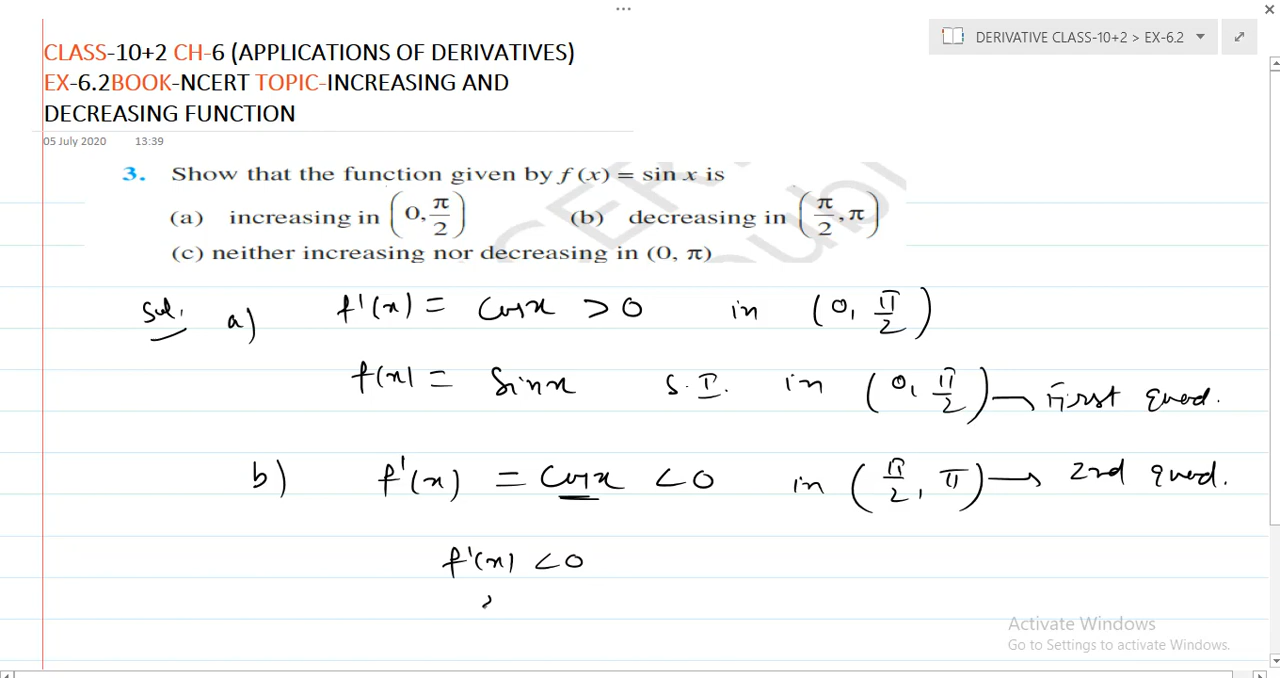 DERIVATIVE CLASS-10+2 > EX-6.2
CLASS-10+2 CH-6 (APPLICATIONS OF DERIVATIVES)
EX-6.2BOOK-NCERT TOPIC-INCREASING AND
DECREASING FUNCTION
05 July 2020 13:39
3. Show that the function given by f (x) = sin x is
(a) increasing in (0, π/2) (b) decreasing in (π/2, π)
(c) neither increasing nor decreasing in (0, π)
Sol. a) f'(x) = cosx > 0 in (0, π/2)
f(x) = Sinx S.I. in (0, π/2) → First quad.
b) f'(x) = cosx < 0 in (π/2, π) → 2nd quad.
f'(x) < 0
Activate Windows
Go to Settings to activate Windows.